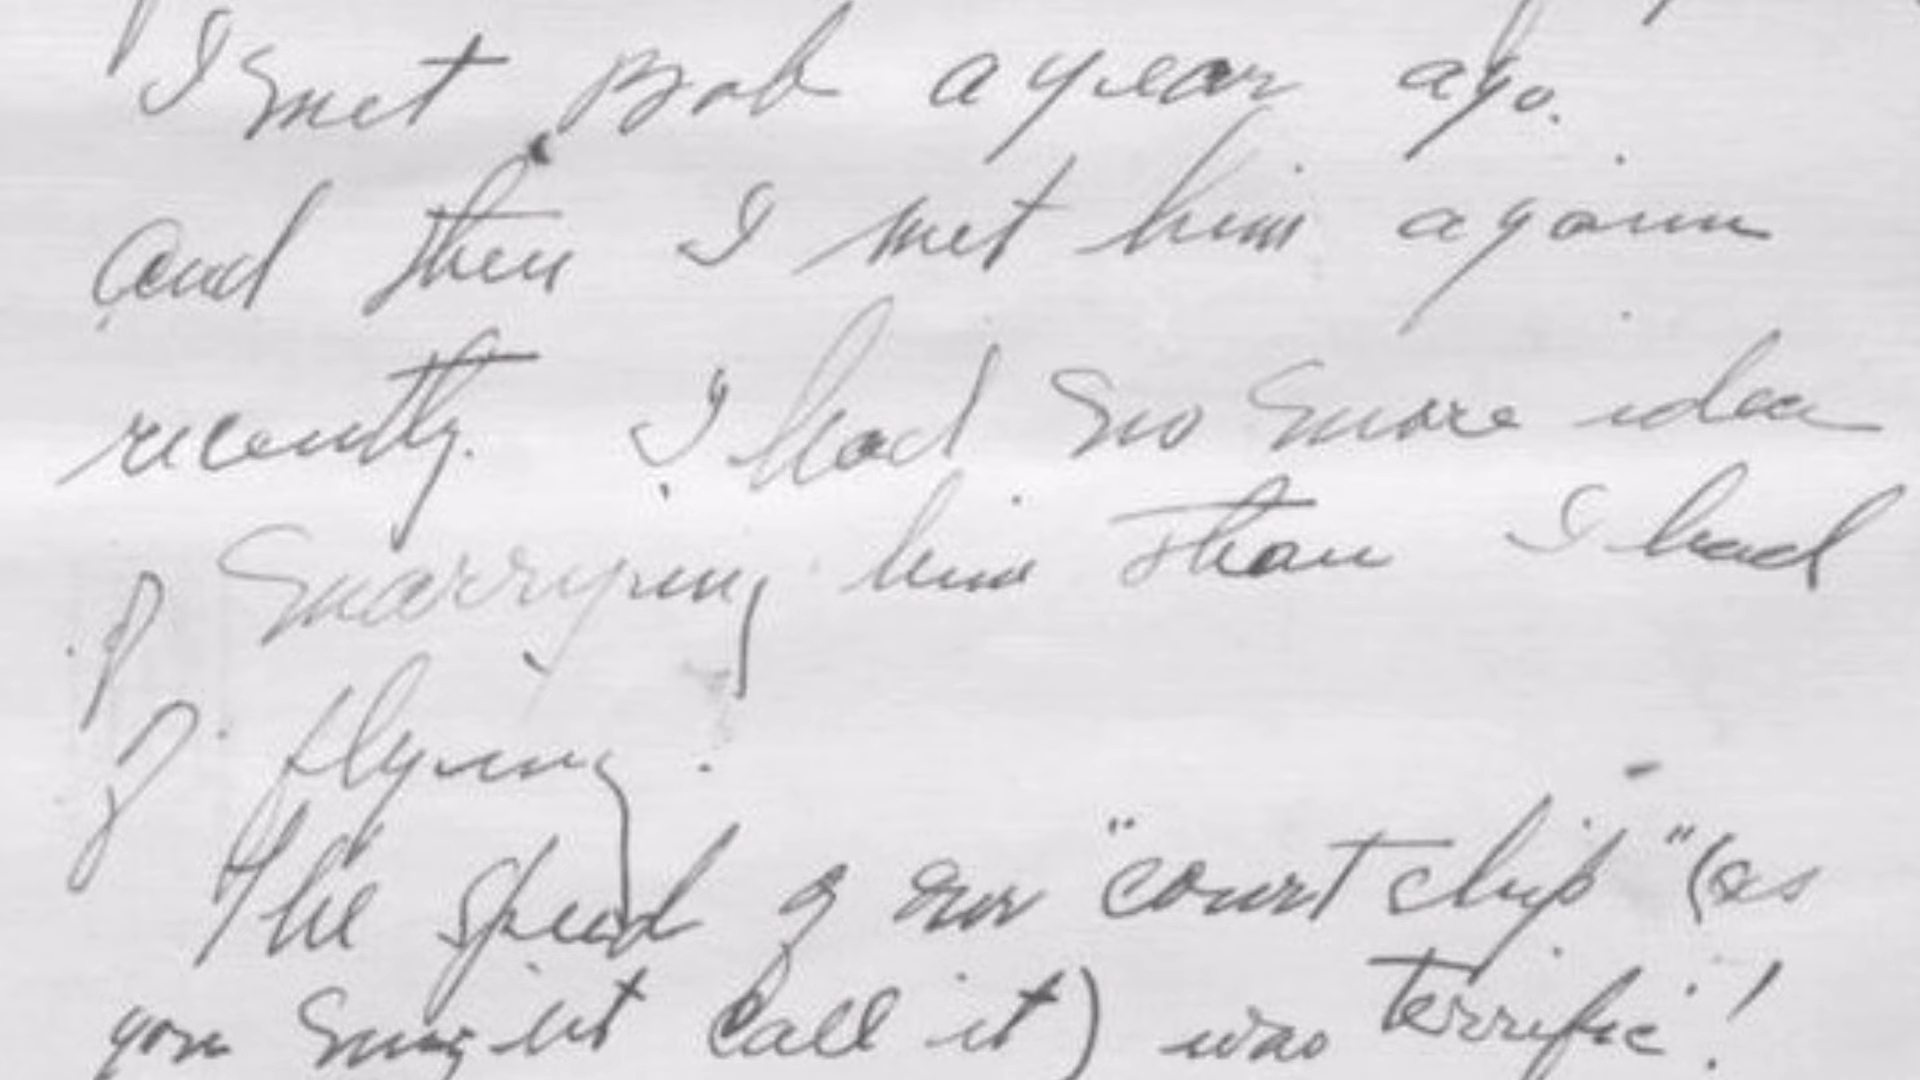 I met Bob a year ago.
And then I met him again
recently. I had no more idea
of marrying him than I had
of flying.
The speed of our "courtship" (as
you might call it) was terrific!